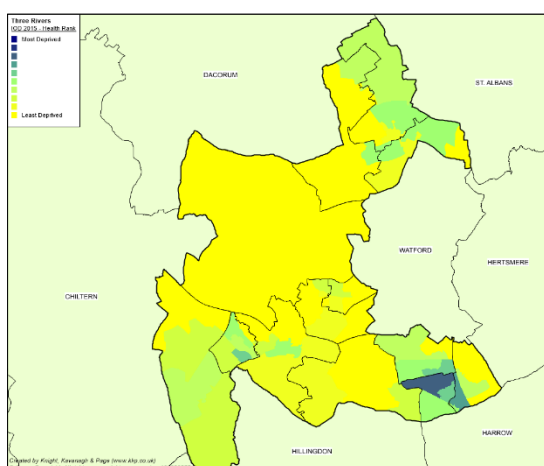 Three Rivers
IOD 2015 - Health Rank
Most Deprived
Least Deprived
DACORUM
ST. ALBANS
WATFORD
HERTSMERE
CHILTERN
HARROW
HILLINGDON
Created by Knight, Kavanagh & Page (www.kkp.co.uk)